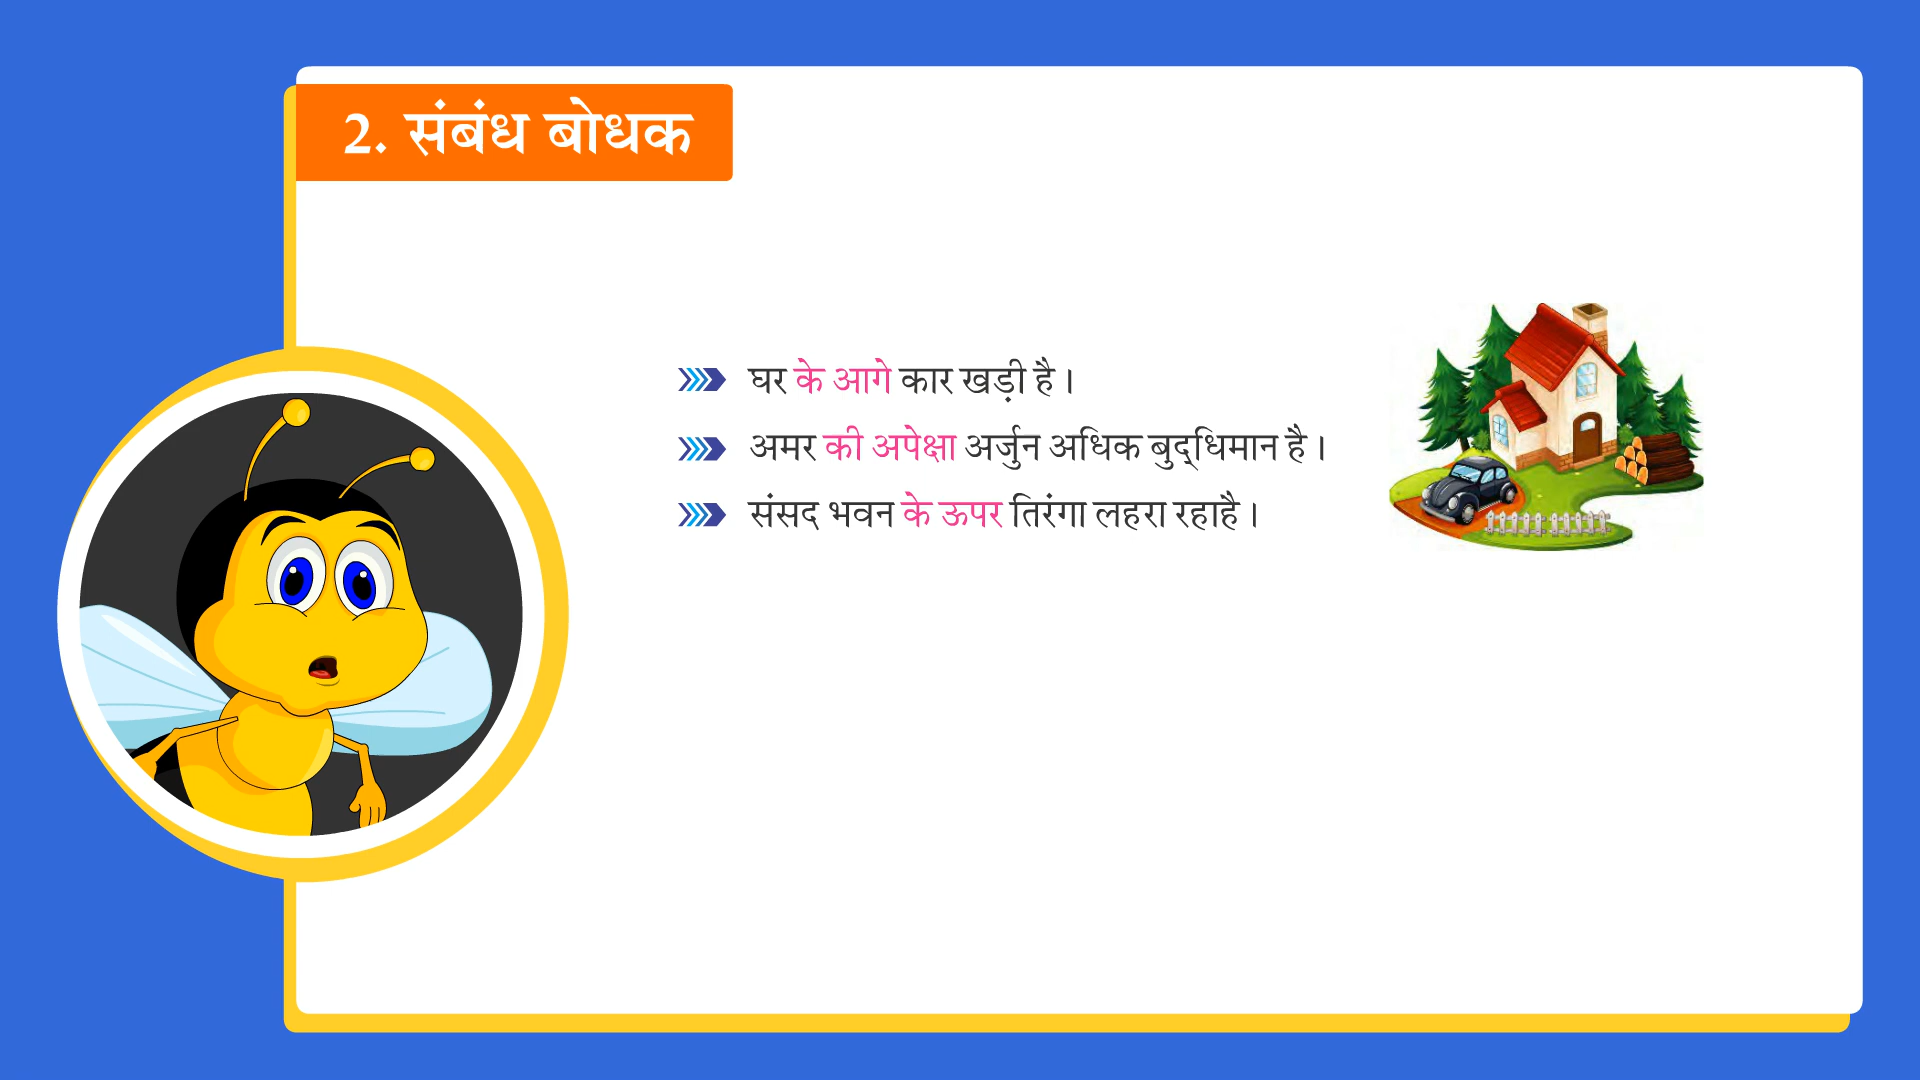 2. संबंध बोधक
घर के आगे कार खड़ी है।
अमर की अपेक्षा अर्जुन अधिक बुद्‌धिमान है।
संसद भवन के ऊपर तिरंगा लहरा रहाहै।